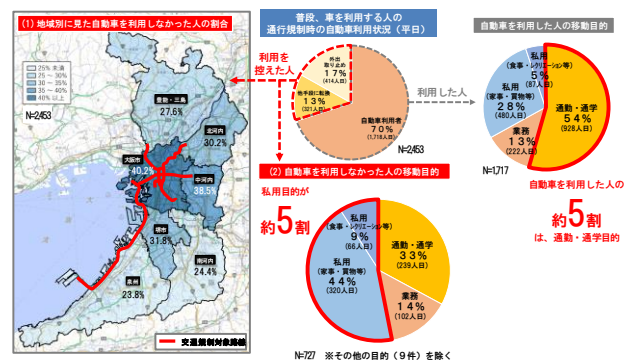 (1) 地域別に見た自動車を利用しなかった人の割合
25% 未満
25 ~ 30%
30 ~ 35%
35 ~ 40%
40% 以上
N=2,453
豊能・三島
27.6%
北河内
30.2%
大阪市
40.2%
中河内
38.5%
堺市
31.8%
南河内
24.4%
泉州
23.8%
交通規制対象路線
普段、車を利用する人の
通行規制時の自動車利用状況（平日）
利用を
控えた人
外出
取り止め
17%
(414人日)
他手段に転換
13%
(321人日)
自動車利用者
70%
(1,718人日)
N=2,453
利用した人
自動車を利用した人の移動目的
私用
(食事・レクリエーション等)
5%
(87人日)
私用
(家事・買物等)
28%
(480人日)
業務
13%
(222人日)
通勤・通学
54%
(928人日)
N=1,717
自動車を利用した人の
約5割
は、通勤・通学目的
(2) 自動車を利用しなかった人の移動目的
私用目的が
約5割
私用
(食事・レクリエーション等)
9%
(66人日)
通勤・通学
33%
(239人日)
私用
(家事・買物等)
44%
(320人日)
業務
14%
(102人日)
N=727 ※その他の目的（9件）を除く